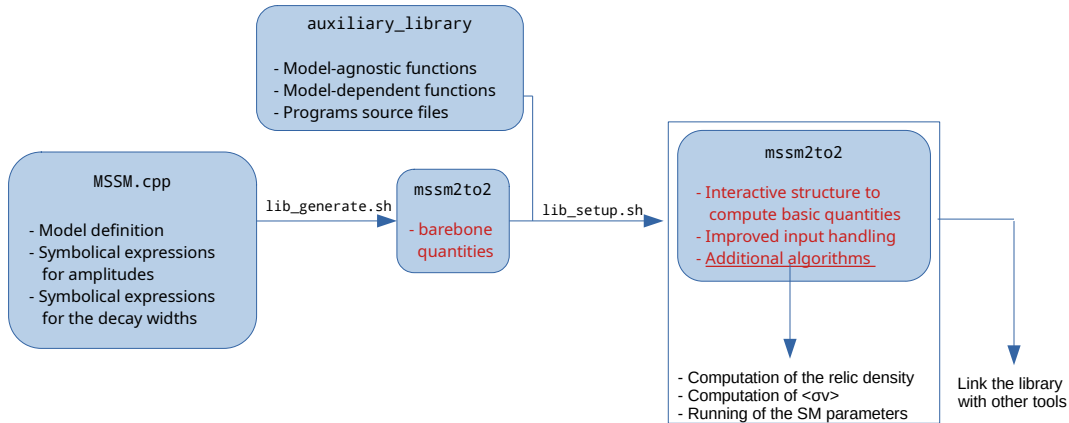 auxiliary_library
- Model-agnostic functions
- Model-dependent functions
- Programs source files
MSSM.cpp
- Model definition
- Symbolical expressions
for amplitudes
- Symbolical expressions
for the decay widths
lib_generate.sh
mssm2to2
- barebone
quantities
lib_setup.sh
mssm2to2
- Interactive structure to
compute basic quantities
- Improved input handling
- Additional algorithms
- Computation of the relic density
- Computation of <σv>
- Running of the SM parameters
Link the library
with other tools